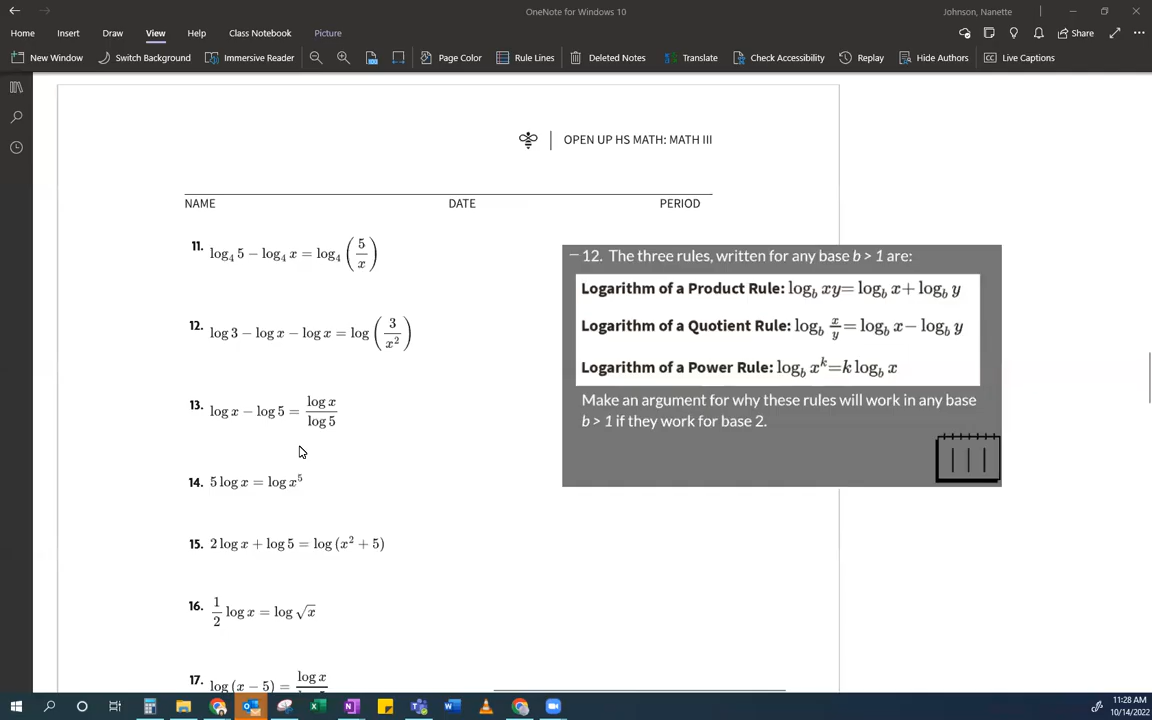 OneNote for Windows 10
Johnson, Nanette
Home Insert Draw View Help Class Notebook Picture
Share
New Window Switch Background Immersive Reader Page Color Rule Lines Deleted Notes Translate Check Accessibility Replay Hide Authors Live Captions
OPEN UP HS MATH: MATH III
NAME DATE PERIOD
11. log₄ 5 − log₄ x = log₄ (5/x)
12. log 3 − log x − log x = log (3/x²)
13. log x − log 5 = log x / log 5
14. 5 log x = log x⁵
15. 2 log x + log 5 = log (x² + 5)
16. 1/2 log x = log √x
17. log (x − 5) = log x
12. The three rules, written for any base b > 1 are:
Logarithm of a Product Rule: log_b xy = log_b x + log_b y
Logarithm of a Quotient Rule: log_b x/y = log_b x − log_b y
Logarithm of a Power Rule: log_b xᵏ = k log_b x
Make an argument for why these rules will work in any base
b > 1 if they work for base 2.
11:28 AM
10/14/2022